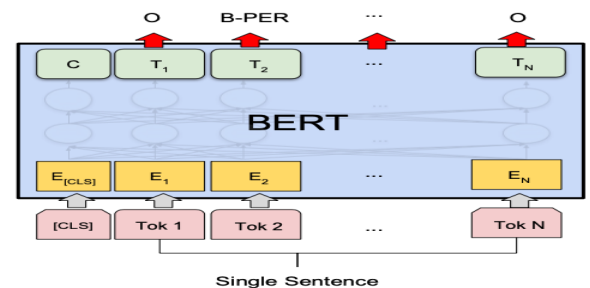 O B-PER ... O
C T1 T2 ... TN
...
BERT
...
E[CLS] E1 E2 ... EN
[CLS] Tok 1 Tok 2 ... Tok N
Single Sentence